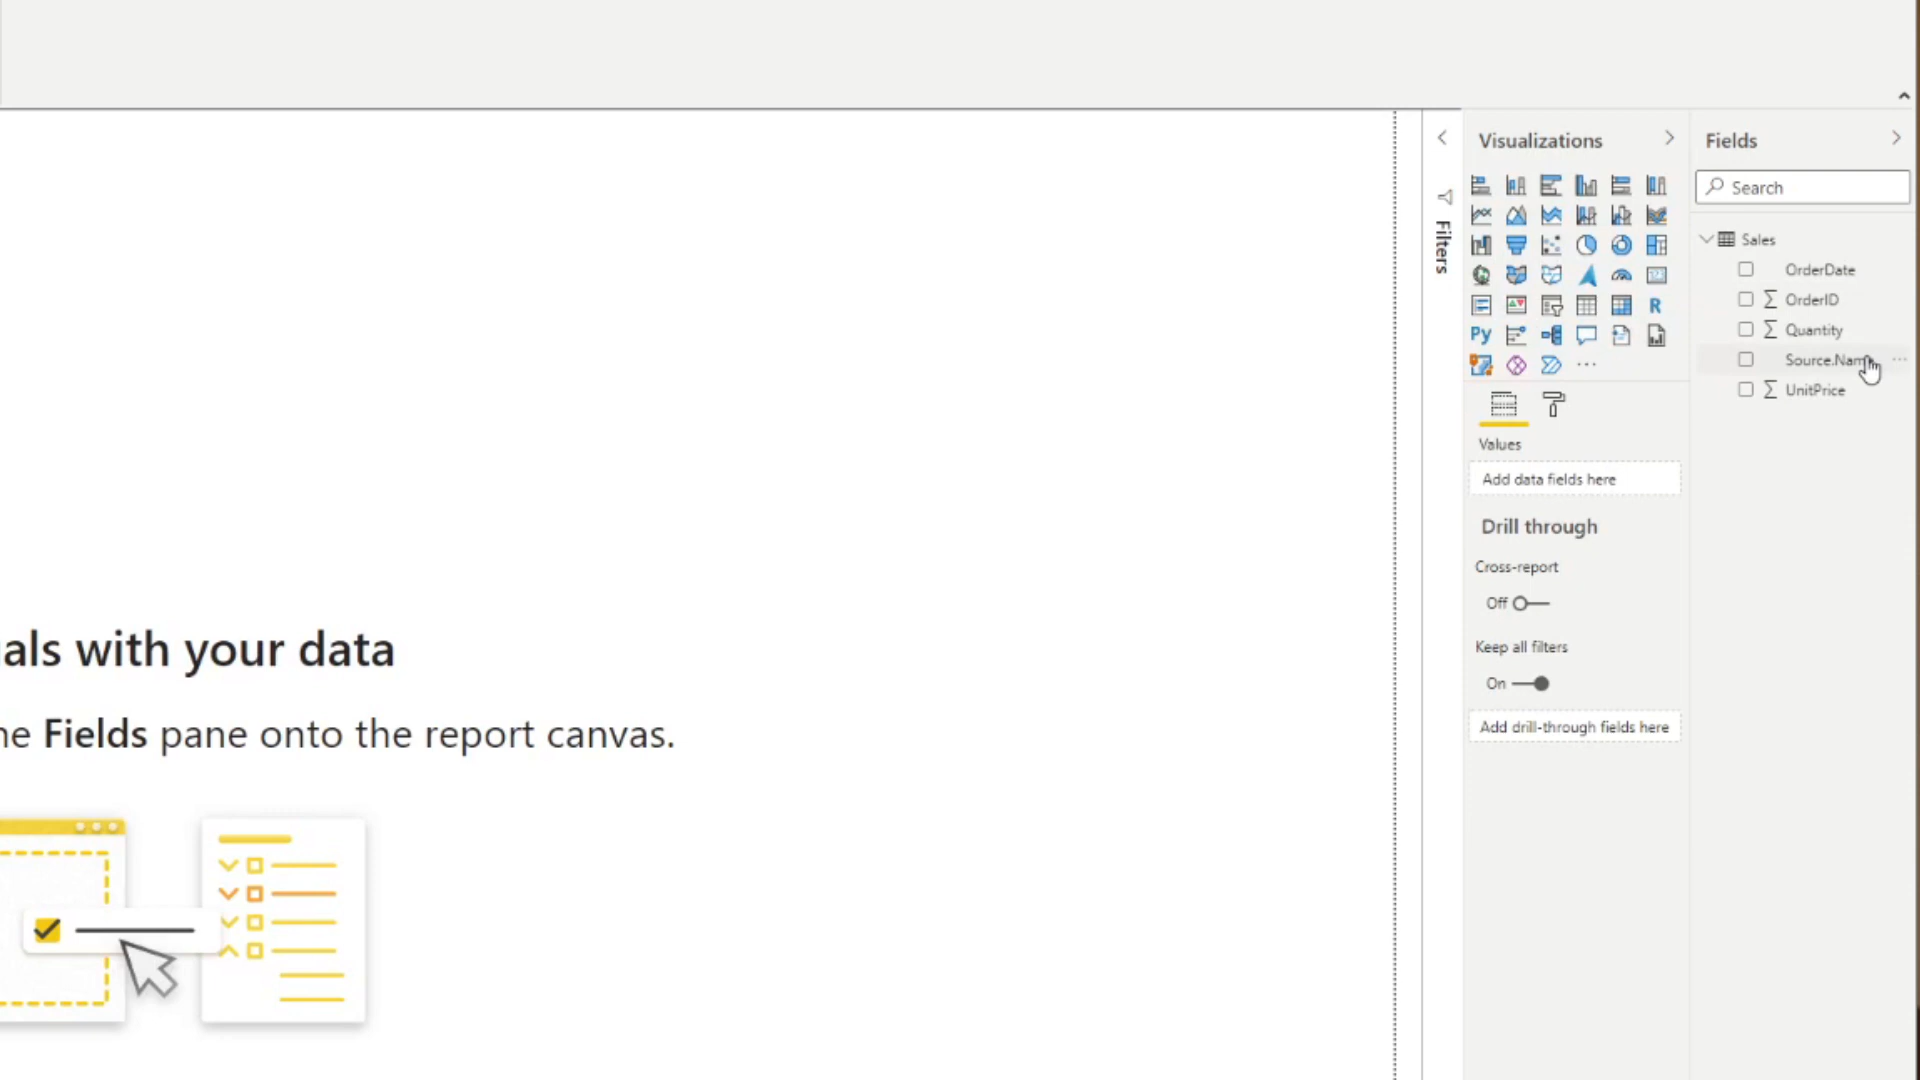 Visualizations
Fields
Search
Filters
Sales
OrderDate
OrderID
Quantity
UnitPrice
R
Py
Values
Add data fields here
Drill through
Cross-report
Off
Keep all filters
On
Add drill-through fields here
als with your data
Fields pane onto the report canvas.